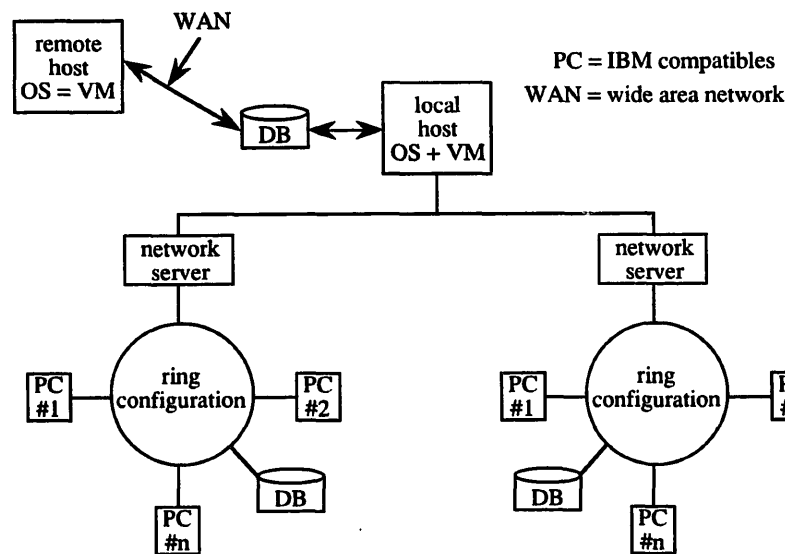 WAN
remote
host
OS = VM
PC = IBM compatibles
WAN = wide area network
DB
local
host
OS + VM
network
server
network
server
ring
configuration
PC
#1
PC
#2
DB
PC
#n
ring
configuration
PC
#1
DB
PC
#n